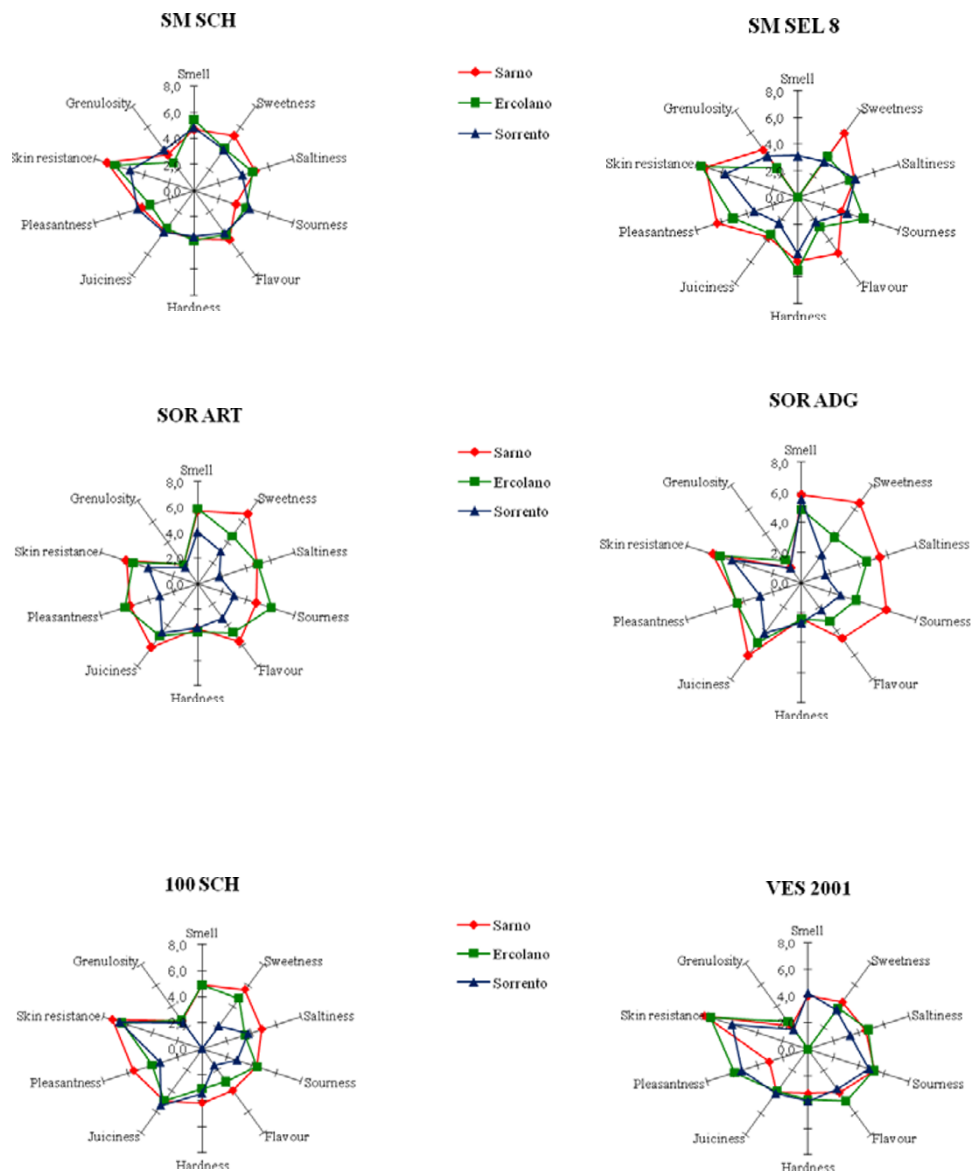 SM SCH
SM SEL 8
Smell
8,0
6,0
4,0
2,0
0,0
Grenulosity
Sweetness
Skin resistance
Saltiness
Pleasantness
Sourness
Juiciness
Flavour
Hardness
Sarno
Ercolano
Sorrento
8,0
6,0
4,0
2,0
0,0
Grenulosity
Sweetness
Skin resistance
Saltiness
Pleasantness
Sourness
Juiciness
Flavour
Hardness
SOR ART
SOR ADG
Smell
8,0
6,0
4,0
2,0
0,0
Grenulosity
Sweetness
Skin resistance
Saltiness
Pleasantness
Sourness
Juiciness
Flavour
Hardness
Sarno
Ercolano
Sorrento
Smell
8,0
6,0
4,0
2,0
0,0
Grenulosity
Sweetness
Skin resistance
Saltiness
Pleasantness
Sourness
Juiciness
Flavour
Hardness
100 SCH
VES 2001
Smell
8,0
6,0
4,0
2,0
0,0
Grenulosity
Sweetness
Skin resistance
Saltiness
Pleasantness
Sourness
Juiciness
Flavour
Hardness
Sarno
Ercolano
Sorrento
Smell
8,0
6,0
4,0
2,0
0,0
Grenulosity
Sweetness
Skin resistance
Saltiness
Pleasantness
Sourness
Juiciness
Flavour
Hardness